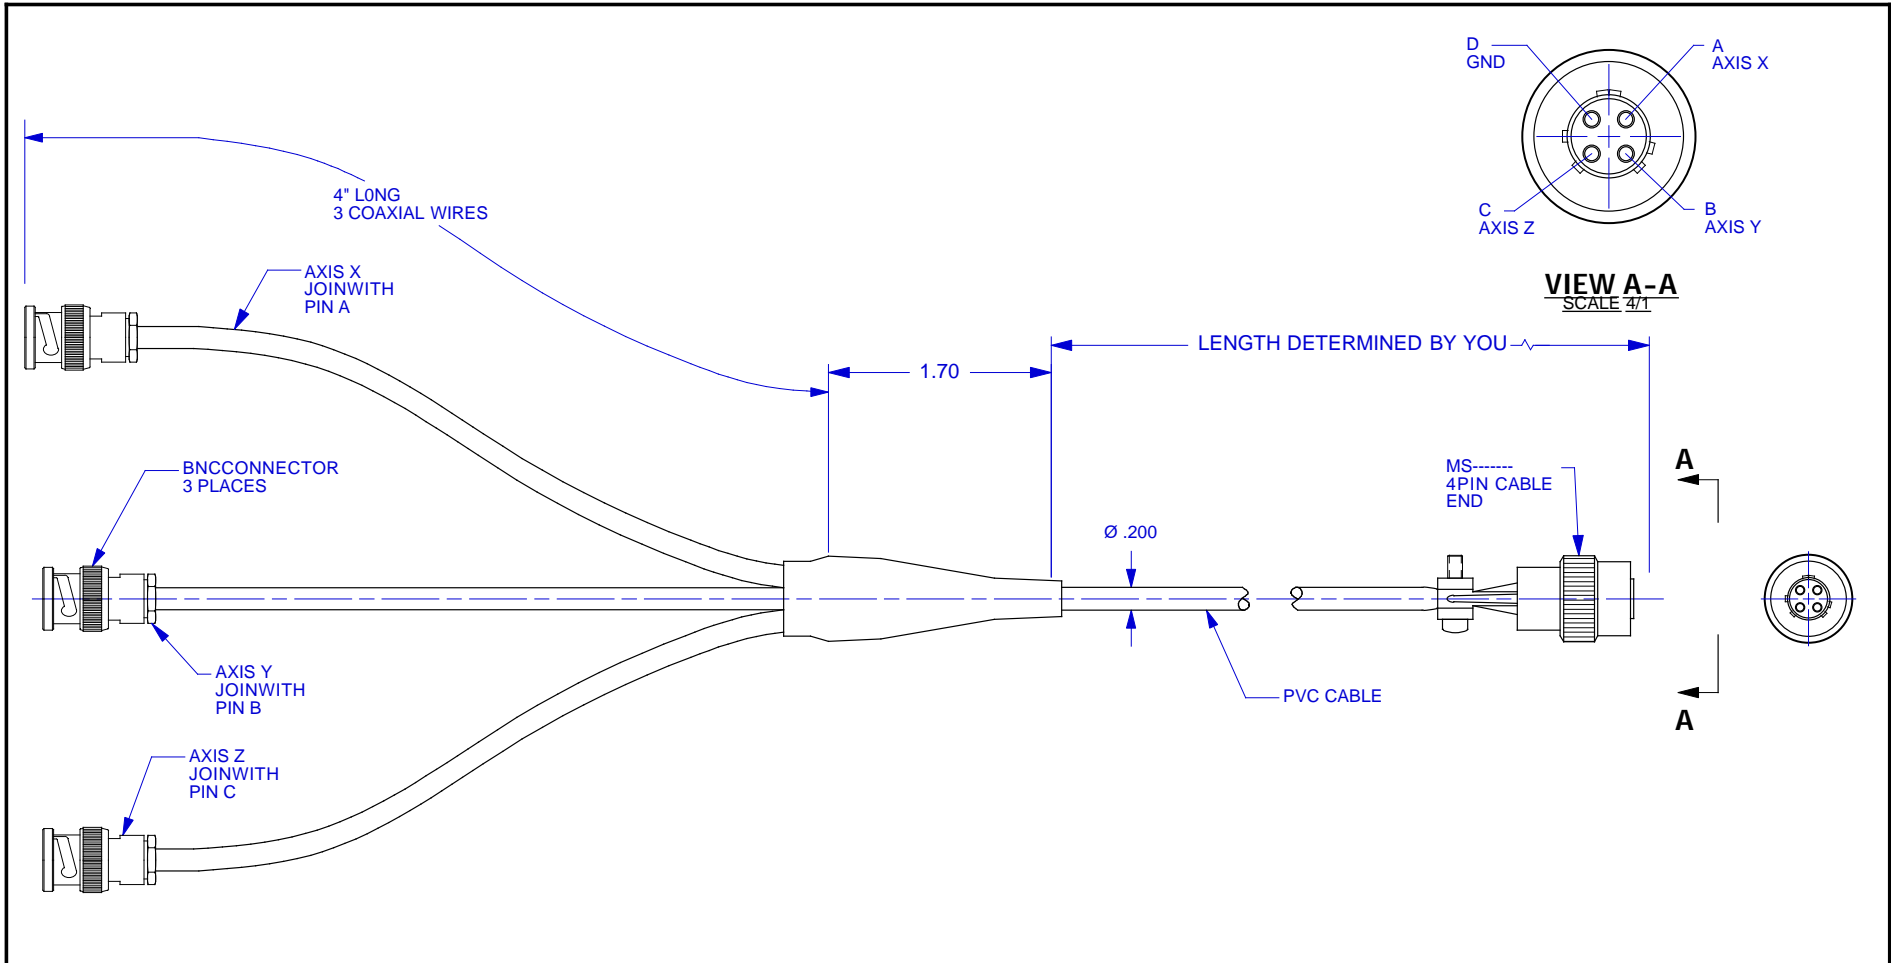 D
GND
A
AXIS X
C
AXIS Z
B
AXIS Y
VIEW A-A
SCALE 4/1
4" L0NG
3 COAXIAL WIRES
AXIS X
JOINWITH
PIN A
LENGTH DETERMINED BY YOU
1.70
BNCCONNECTOR
3 PLACES
MS-------
4PIN CABLE
END
A
Ø .200
AXIS Y
JOINWITH
PIN B
PVC CABLE
A
AXIS Z
JOINWITH
PIN C